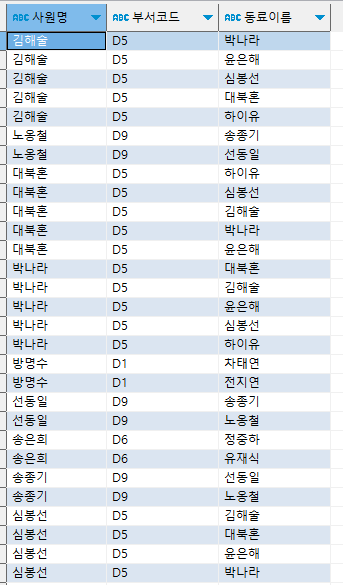 ABC 사원명 ABC 부서코드 ABC 동료이름
김해술 D5 박나라
김해술 D5 윤은해
김해술 D5 심봉선
김해술 D5 대북혼
김해술 D5 하이유
노옹철 D9 송종기
노옹철 D9 선동일
대북혼 D5 하이유
대북혼 D5 심봉선
대북혼 D5 김해술
대북혼 D5 박나라
대북혼 D5 윤은해
박나라 D5 대북혼
박나라 D5 김해술
박나라 D5 윤은해
박나라 D5 심봉선
박나라 D5 하이유
방명수 D1 차태연
방명수 D1 전지연
선동일 D9 송종기
선동일 D9 노옹철
송은희 D6 정중하
송은희 D6 유재식
송종기 D9 선동일
송종기 D9 노옹철
심봉선 D5 김해술
심봉선 D5 대북혼
심봉선 D5 윤은해
심봉선 D5 박나라